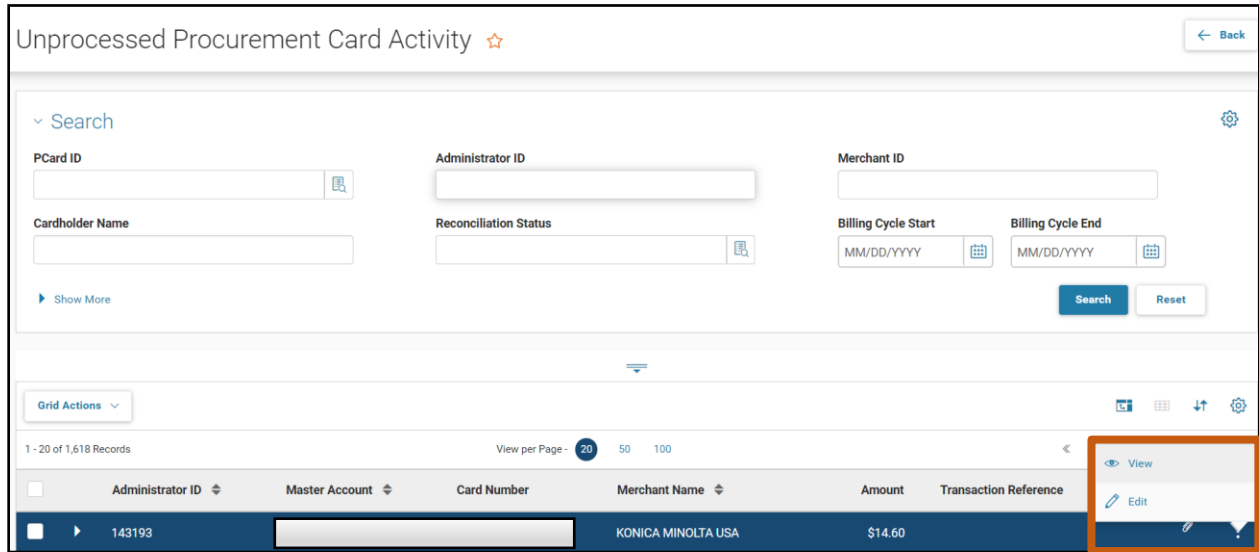 Unprocessed Procurement Card Activity
Back
Search
PCard ID
Administrator ID
Merchant ID
Cardholder Name
Reconciliation Status
Billing Cycle Start
Billing Cycle End
MM/DD/YYYY
MM/DD/YYYY
Show More
Search
Reset
Grid Actions
1 - 20 of 1,618 Records
View per Page - 20 50 100
View
Edit
Administrator ID Master Account Card Number Merchant Name Amount Transaction Reference
143193 KONICA MINOLTA USA $14.60